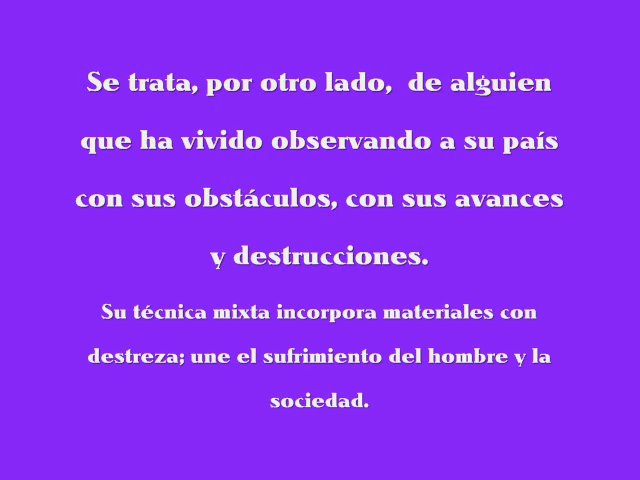 Se trata, por otro lado,  de alguien
que ha vivido observando a su país
con sus obstáculos, con sus avances
y destrucciones.
Su técnica mixta incorpora materiales con
destreza; une el sufrimiento del hombre y la
sociedad.